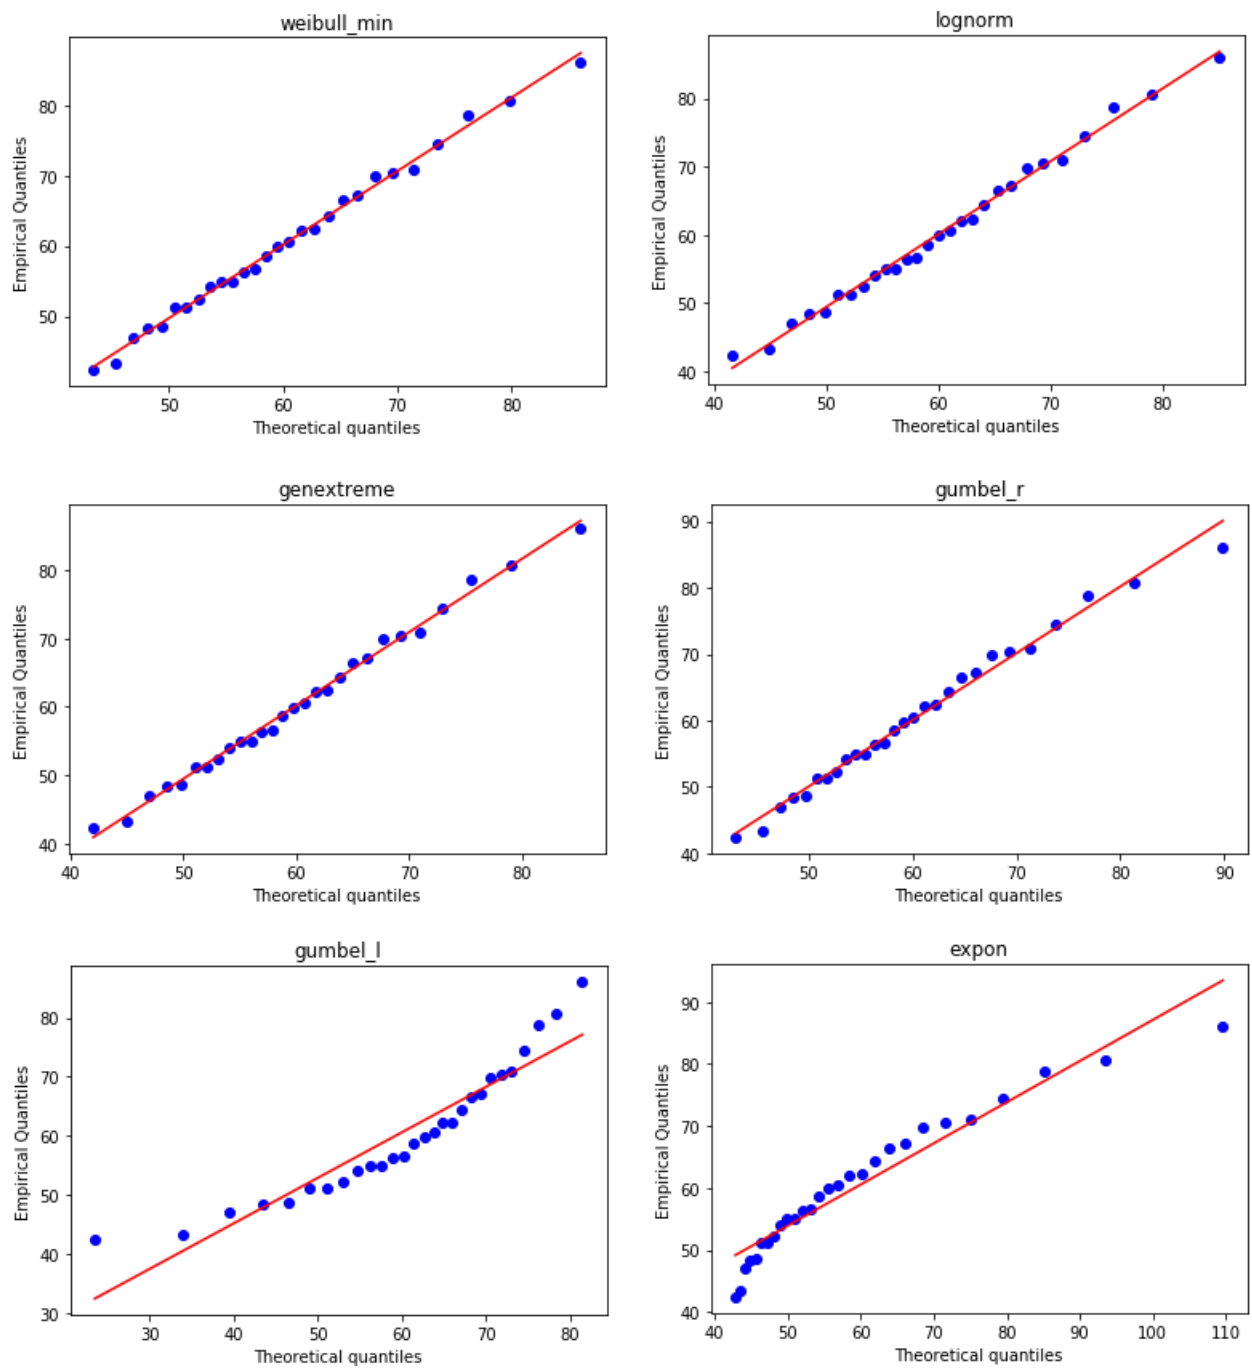 weibull_min
Empirical Quantiles
80
70
60
50
50 60 70 80
Theoretical quantiles
lognorm
Empirical Quantiles
80
70
60
50
40
40 50 60 70 80
Theoretical quantiles
genextreme
Empirical Quantiles
80
70
60
50
40
40 50 60 70 80
Theoretical quantiles
gumbel_r
Empirical Quantiles
90
80
70
60
50
40
50 60 70 80 90
Theoretical quantiles
gumbel_l
Empirical Quantiles
80
70
60
50
40
30
30 40 50 60 70 80
Theoretical quantiles
expon
Empirical Quantiles
90
80
70
60
50
40
40 50 60 70 80 90 100 110
Theoretical quantiles